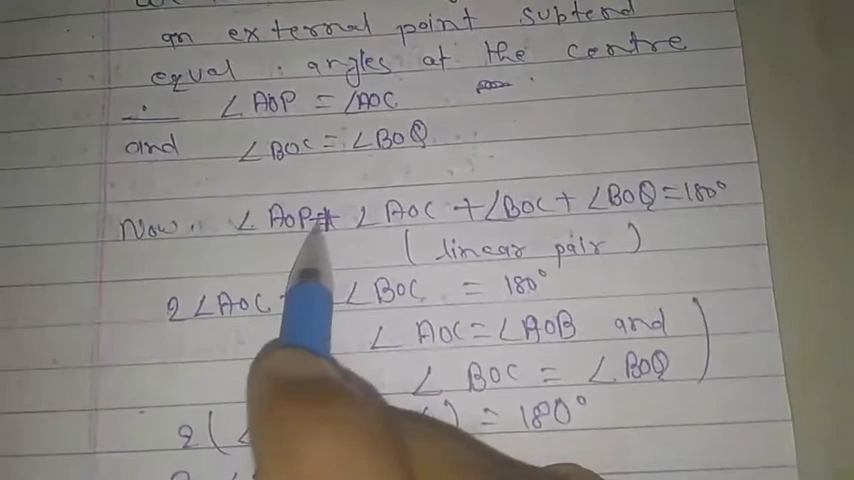 an external point subtend
equal angles at the centre
∴ ∠AOP = ∠AOC
and ∠BOC = ∠BOQ
Now ∠AOP + ∠AOC + ∠BOC + ∠BOQ = 180°
(linear pair)
2∠AOC ∠BOC = 180°
∠AOC = ∠AOB and
∠BOC = ∠BOQ)
2(∠ ) = 180°